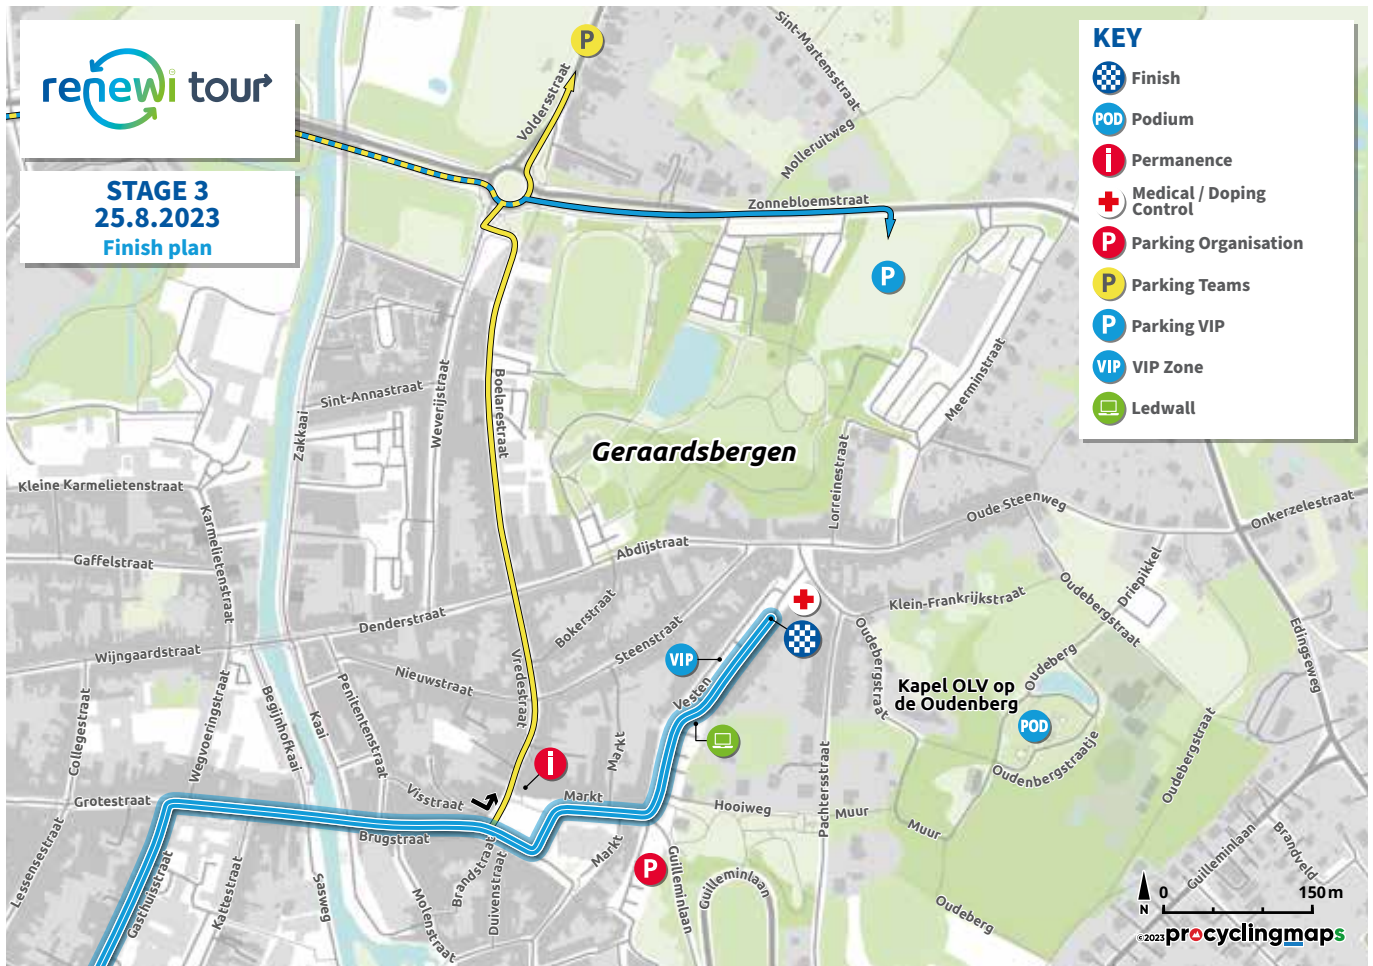 renewi tour
STAGE 3
25.8.2023
Finish plan
KEY
Finish
POD Podium
i Permanence
Medical / Doping
Control
P Parking Organisation
P Parking Teams
P Parking VIP
VIP VIP Zone
Ledwall
P
Voldersstraat
Sint-Martensstraat
Molleruitweg
Zonnebloemstraat
P
Meerminstraat
Sint-Annastraat
Weverijstraat
Boelarestraat
Zakkaai
Geraardsbergen
Lorreinestraat
Kleine Karmelietenstraat
Karmelietenstraat
Oude Steenweg
Onkerzelestraat
Gaffelstraat
Abdijstraat
Driepikkel
Denderstraat
Bokerstraat
Steenstraat
Klein-Frankrijkstraat
Oudebergstraat
Oudebergstraat
Edingseweg
Wijngaardstraat
Nieuwstraat
Vredestraat
VIP
Vesten
Oudeberg
Kapel OLV op
de Oudenberg
POD
Oudenbergstraatje
Oudebergstraat
Collegestraat
Wegvoeringstraat
Begijnhofkaai
Kaai
Penitentenstraat
Markt
i
Visstraat
Markt
Grotestraat
Brugstraat
Hooiweg
Pachtersstraat
Muur
Muur
Markt
P
Lessensestraat
Gasthuisstraat
Kattestraat
Sasweg
Molenstraat
Brandstraat
Duivenstraat
Guilleminlaan
Guilleminlaan
Oudeberg
Guilleminlaan
Brandveld
N
0 150 m
©2023 procyclingmaps